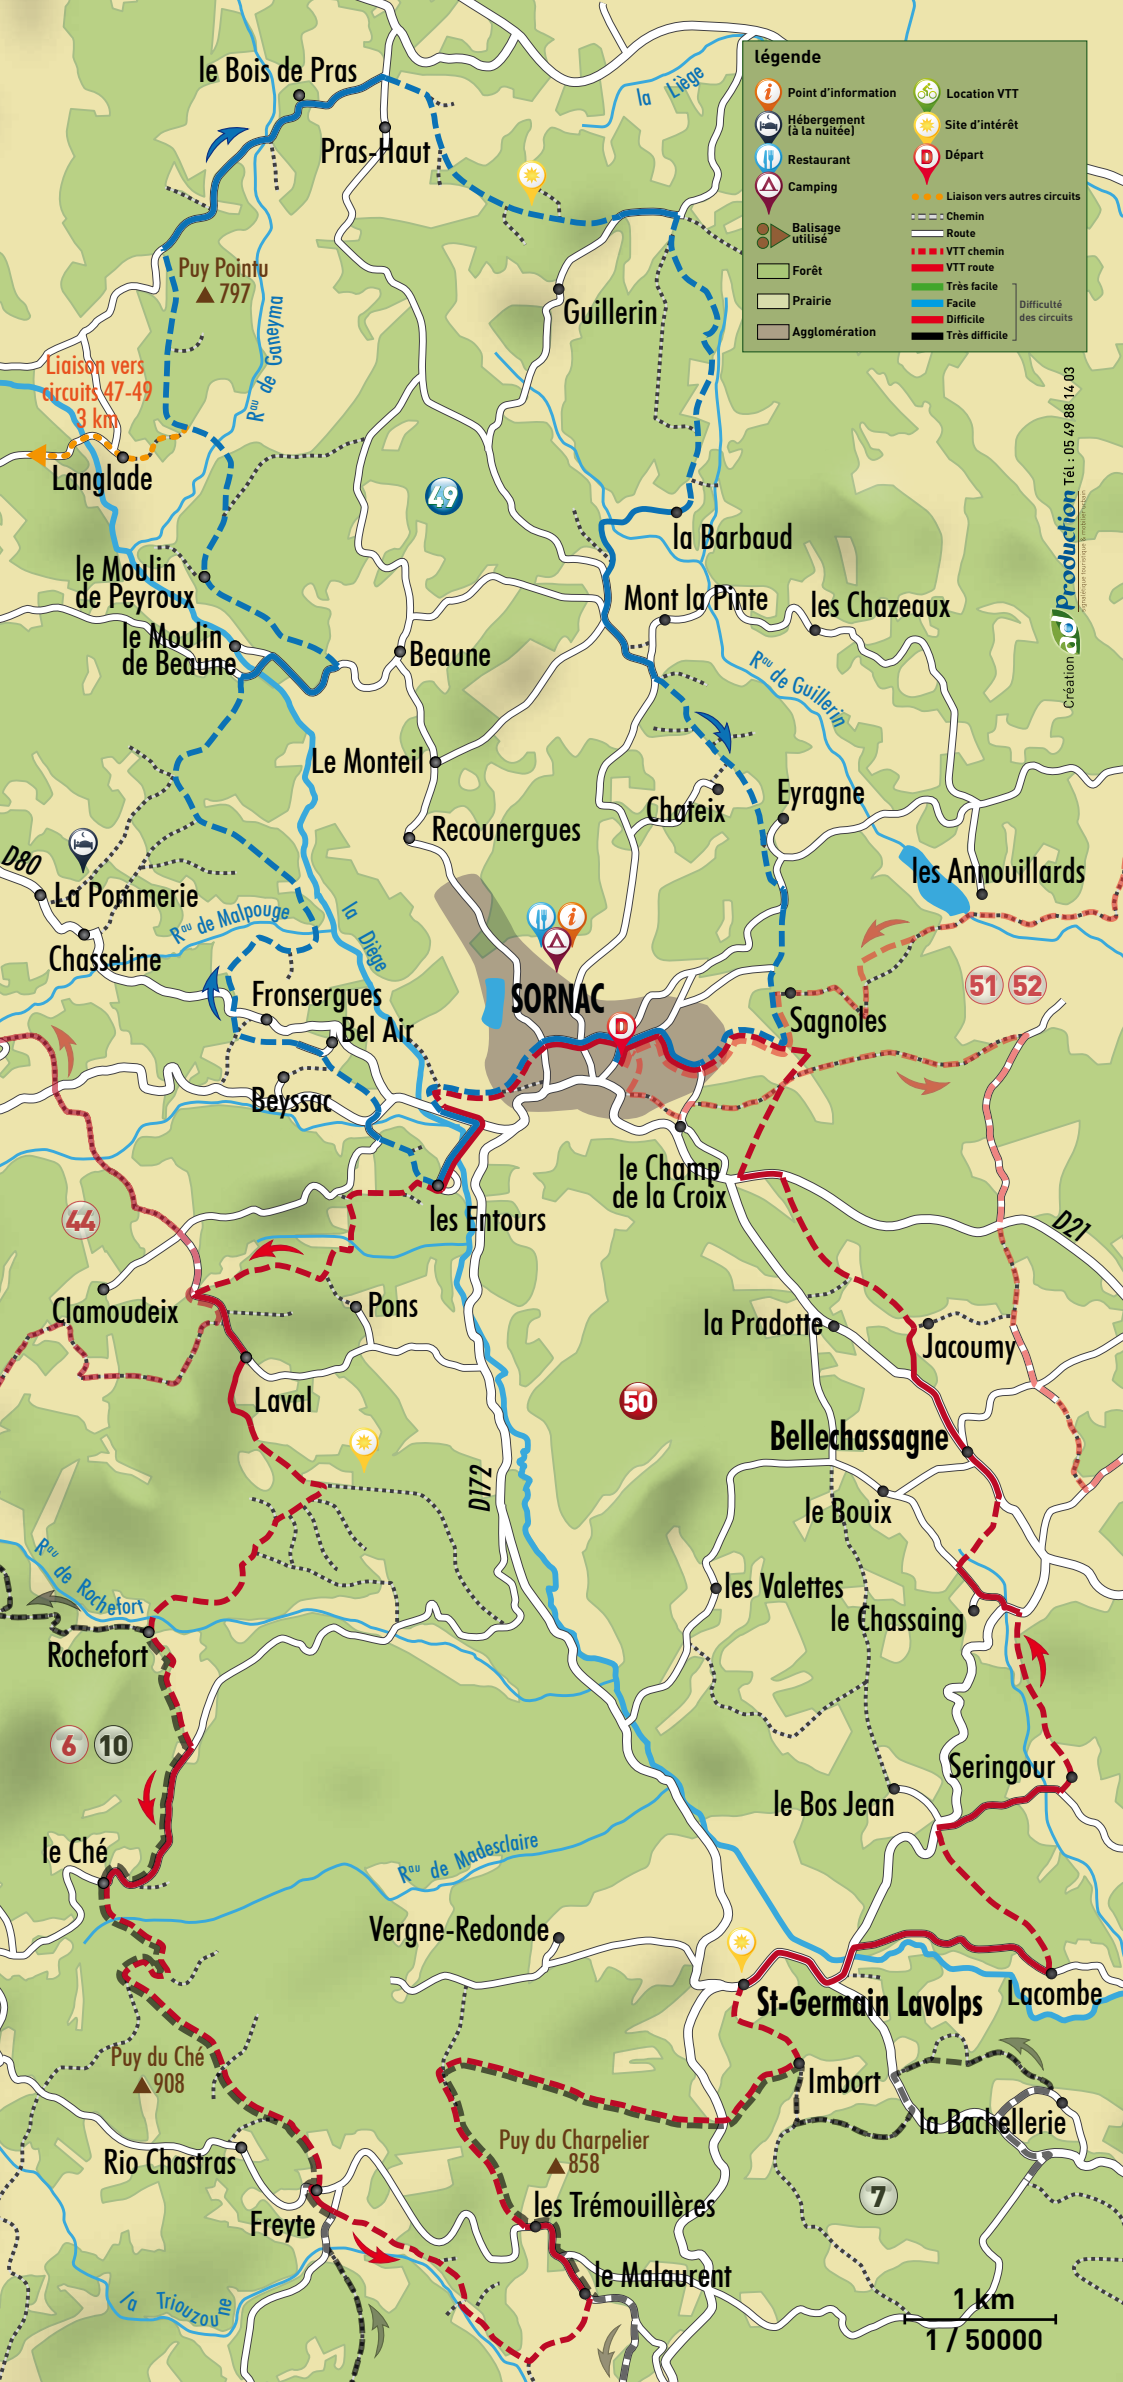 le Bois de Pras
Pras-Haut
la Liège
légende
Point d'information
Hébergement
(à la nuitée)
Restaurant
Camping
Balisage
utilisé
Forêt
Prairie
Agglomération
Location VTT
Site d'intérêt
D
Départ
Liaison vers autres circuits
Chemin
Route
VTT chemin
VTT route
Très facile
Facile
Difficile
Très difficile
Difficulté
des circuits
Puy Pointu
797
Guillerin
Rau de Ganeyma
Liaison vers
circuits 47-49
3 km
Langlade
49
la Barbaud
le Moulin
de Peyroux
Mont la Pinte
les Chazeaux
le Moulin
de Beaune
Beaune
Rau de Guillerin
Création ad Production Tél : 05 49 88 14 03
Le Monteil
Chateix
Eyragne
Recounergues
D80
La Pommerie
les Annouillards
Rau de Malpouge
la Diège
Chasseline
Fronsergues
SORNAC
51
52
Bel Air
D
Sagnoles
Beyssac
le Champ
de la Croix
44
les Entours
D21
Clamoudeix
Pons
la Pradotte
Jacoumy
Laval
50
Bellechassagne
D172
le Bouix
Rau de Rochefort
les Valettes
le Chassaing
Rochefort
6
10
Seringour
le Bos Jean
le Ché
Rau de Madesclaire
Vergne-Redonde
St-Germain Lavolps
Lacombe
Puy du Ché
908
Imbort
la Bachellerie
Rio Chastras
Puy du Charpelier
858
7
Freyte
les Trémouillères
le Malaurent
la Triouzoune
1 km
1 / 50000